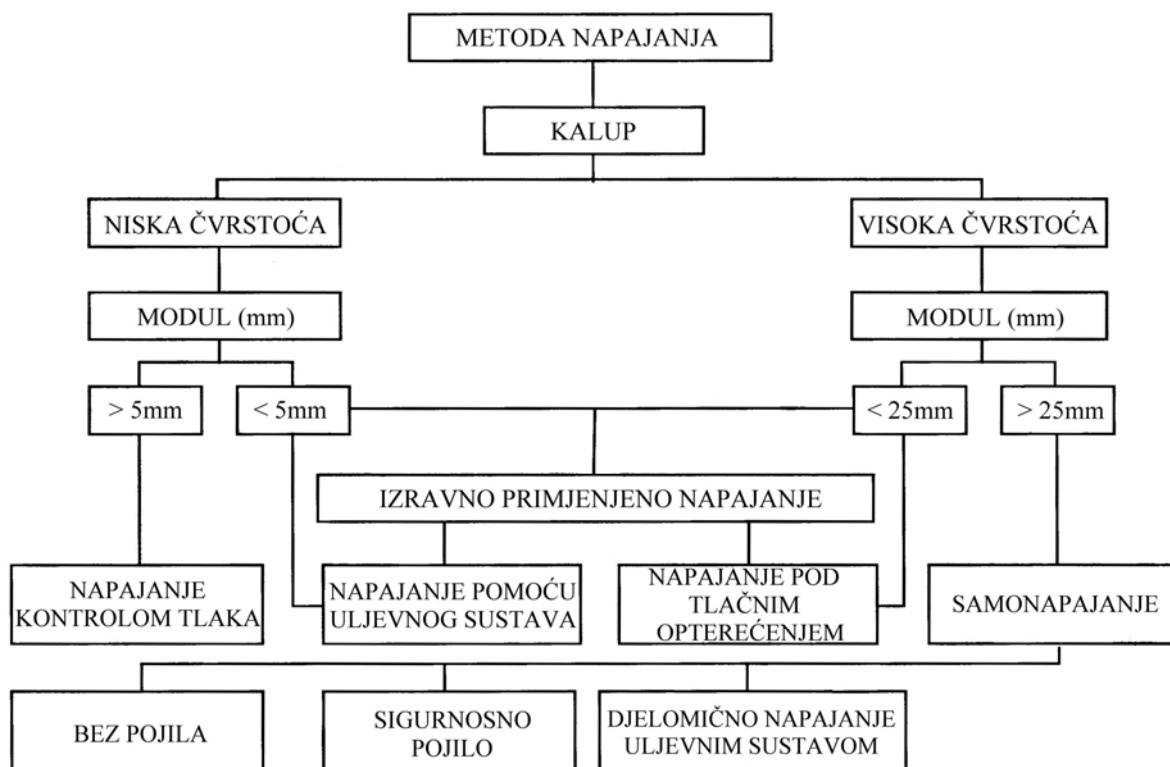 METODA NAPAJANJA
KALUP
NISKA ČVRSTOĆA
VISOKA ČVRSTOĆA
MODUL (mm)
MODUL (mm)
> 5mm
< 5mm
< 25mm
> 25mm
IZRAVNO PRIMJENJENO NAPAJANJE
NAPAJANJE
KONTROLOM TLAKA
NAPAJANJE POMOĆU
ULJEVNOG SUSTAVA
NAPAJANJE POD
TLAČNIM
OPTEREĆENJEM
SAMONAPAJANJE
BEZ POJILA
SIGURNOSNO
POJILO
DJELOMIČNO NAPAJANJE
ULJEVNIM SUSTAVOM